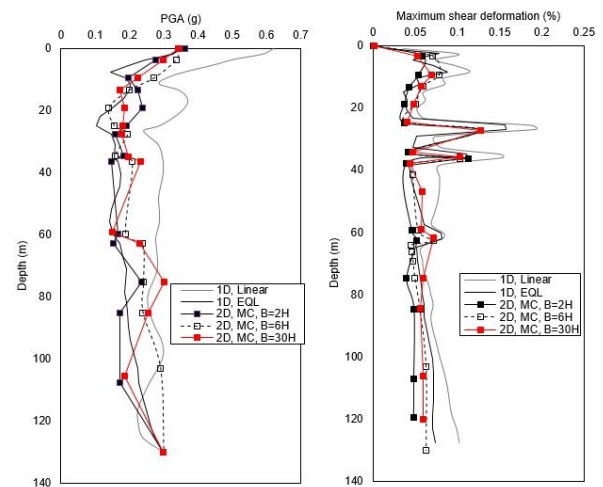 PGA (g)
0 0.1 0.2 0.3 0.4 0.5 0.6 0.7
0
20
40
60
80
100
120
140
Depth (m)
1D, Linear
1D, EQL
2D, MC, B=2H
2D, MC, B=6H
2D, MC, B=30H
Maximum shear deformation (%)
0 0.05 0.1 0.15 0.2 0.25 0.3
0
20
40
60
80
100
120
140
Depth (m)
1D, Linear
1D, EQL
2D, MC, B=2H
2D, MC, B=6H
2D, MC, B=30H